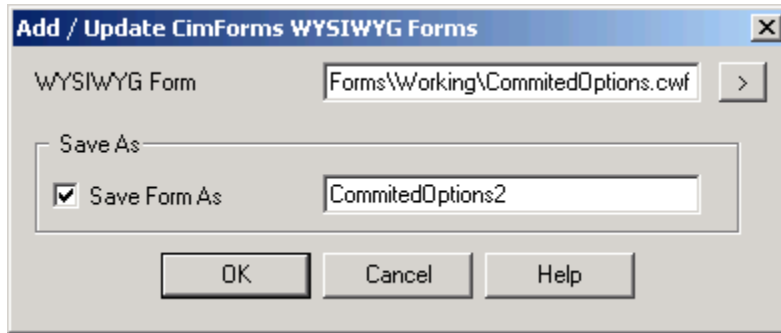 Add / Update CimForms WYSIWYG Forms
WYSIWYG Form Forms\Working\CommitedOptions.cwf >
Save As
Save Form As CommitedOptions2
OK Cancel Help